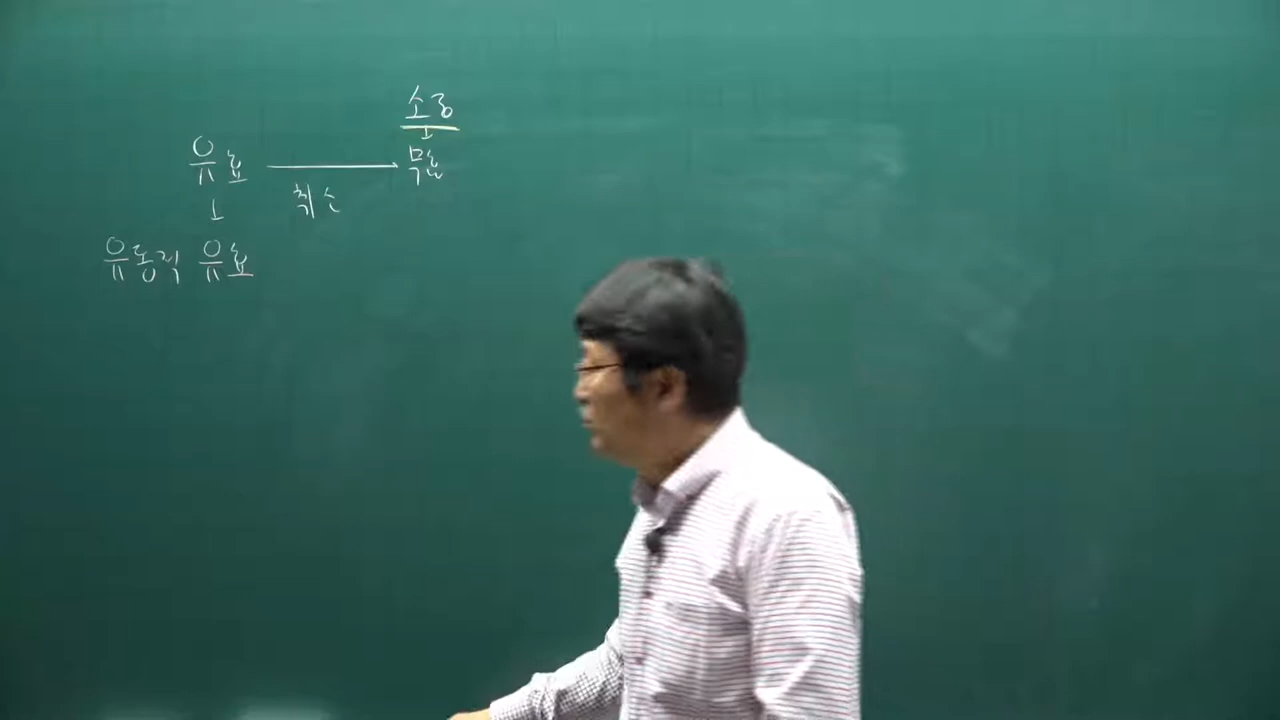 소급
유효 → 무효
취소
유동적 유효